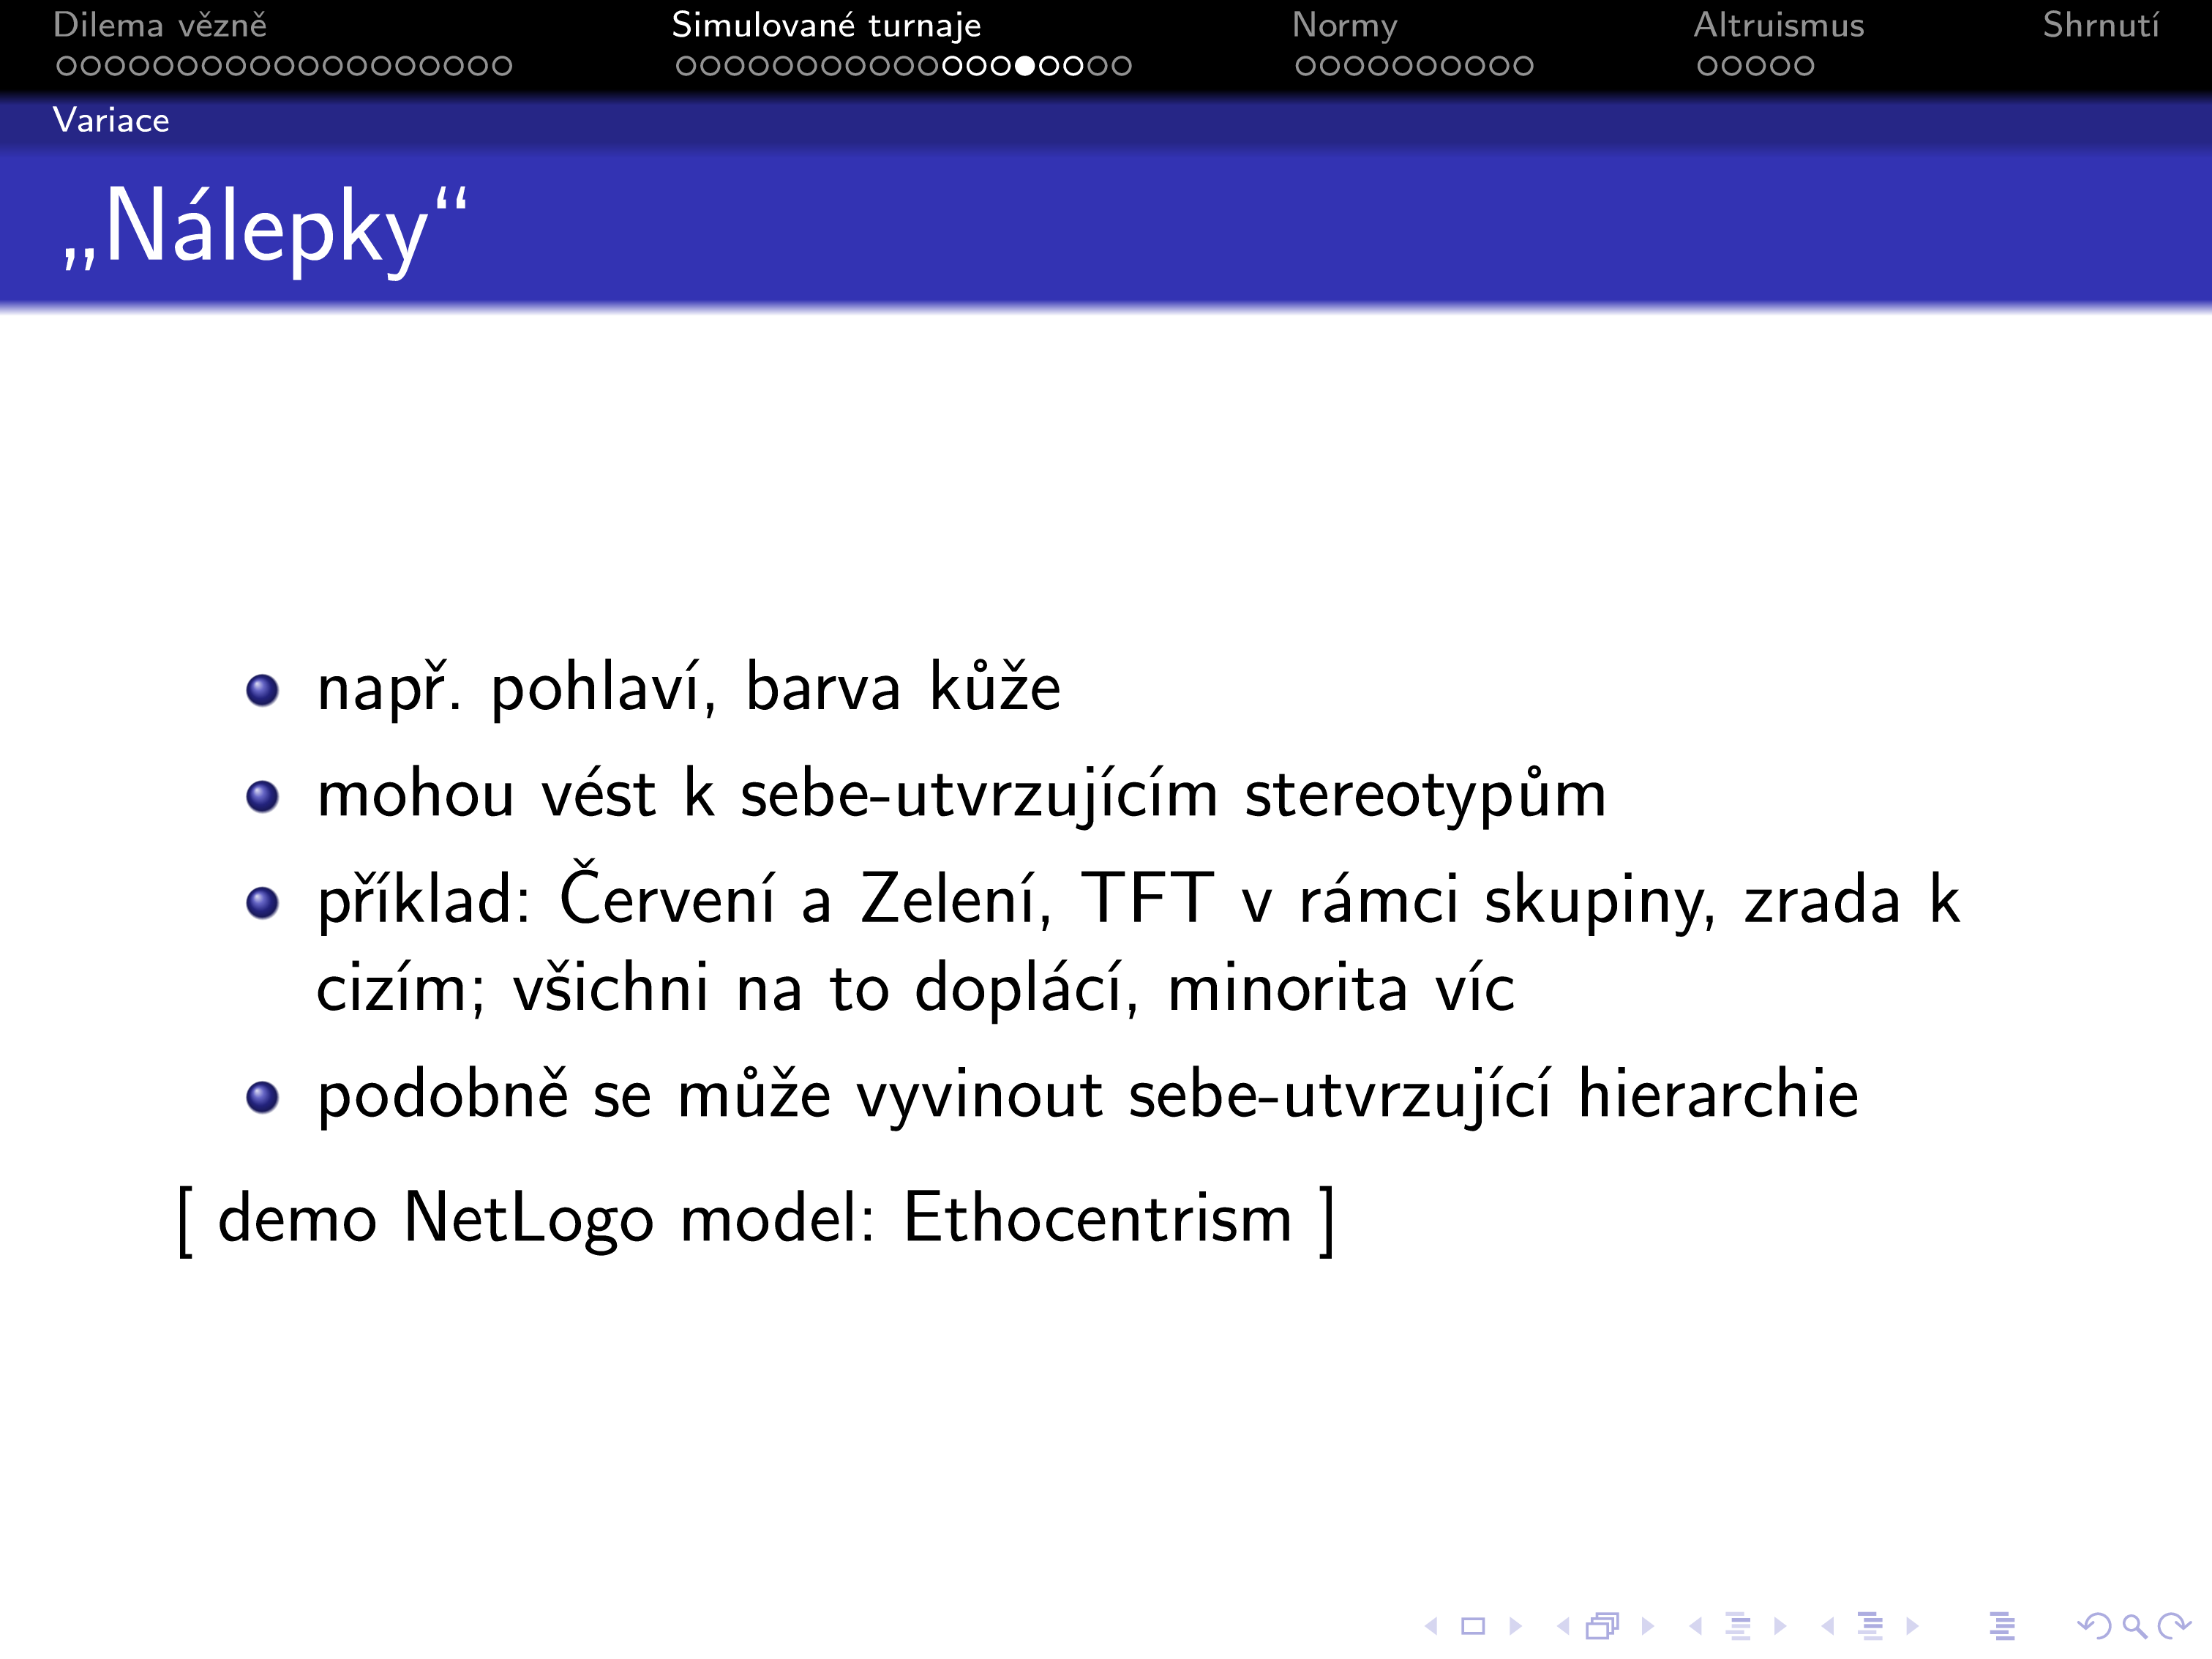 Dilema vězně Simulované turnaje Normy Altruismus Shrnutí
Variace
„Nálepky“
např. pohlaví, barva kůže
mohou vést k sebe-utvrzujícím stereotypům
příklad: Červení a Zelení, TFT v rámci skupiny, zrada k
cizím; všichni na to doplácí, minorita víc
podobně se může vyvinout sebe-utvrzující hierarchie
[ demo NetLogo model: Ethocentrism ]